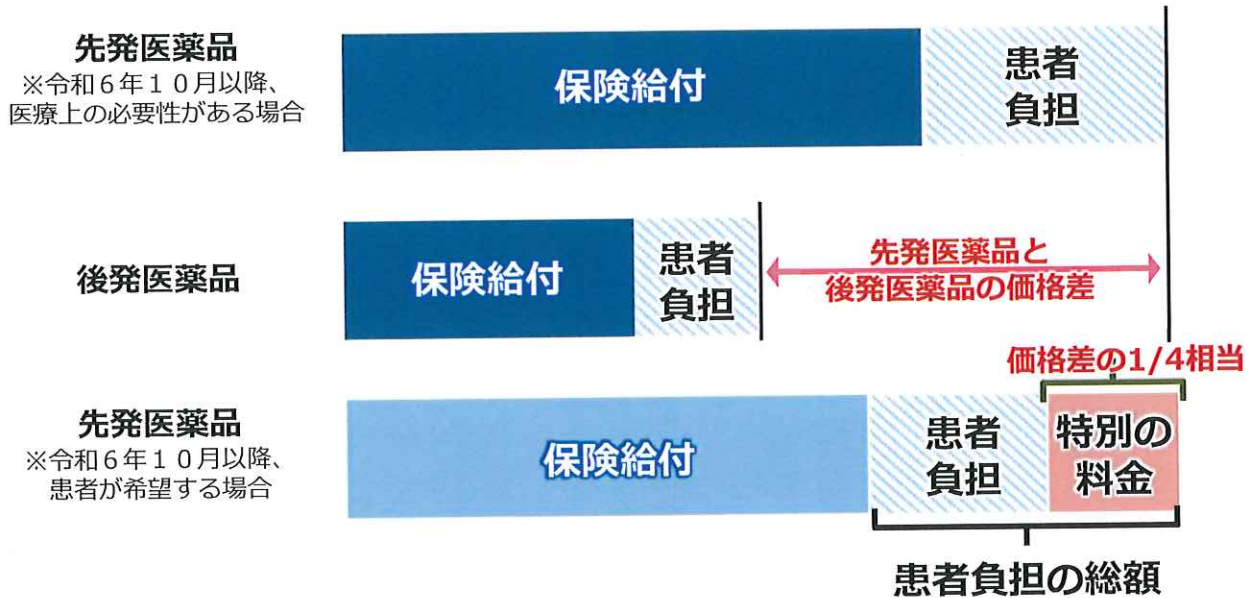 先発医薬品
※令和6年10月以降、
医療上の必要性がある場合
保険給付
患者
負担
後発医薬品
保険給付
患者
負担
先発医薬品と
後発医薬品の価格差
価格差の1/4相当
先発医薬品
※令和6年10月以降、
患者が希望する場合
保険給付
患者
負担
特別の
料金
患者負担の総額